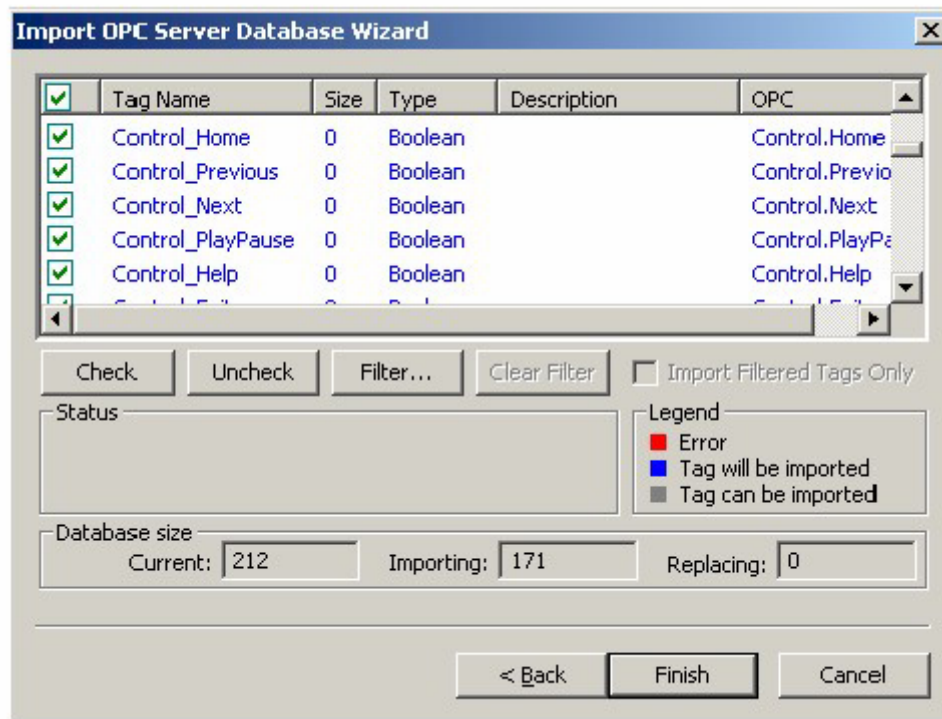 Import OPC Server Database Wizard
Tag Name Size Type Description OPC
Control_Home 0 Boolean Control.Home
Control_Previous 0 Boolean Control.Previo
Control_Next 0 Boolean Control.Next
Control_PlayPause 0 Boolean Control.PlayPa
Control_Help 0 Boolean Control.Help
Check Uncheck Filter... Clear Filter Import Filtered Tags Only
Status Legend
Error
Tag will be imported
Tag can be imported
Database size
Current: 212 Importing: 171 Replacing: 0
< Back Finish Cancel